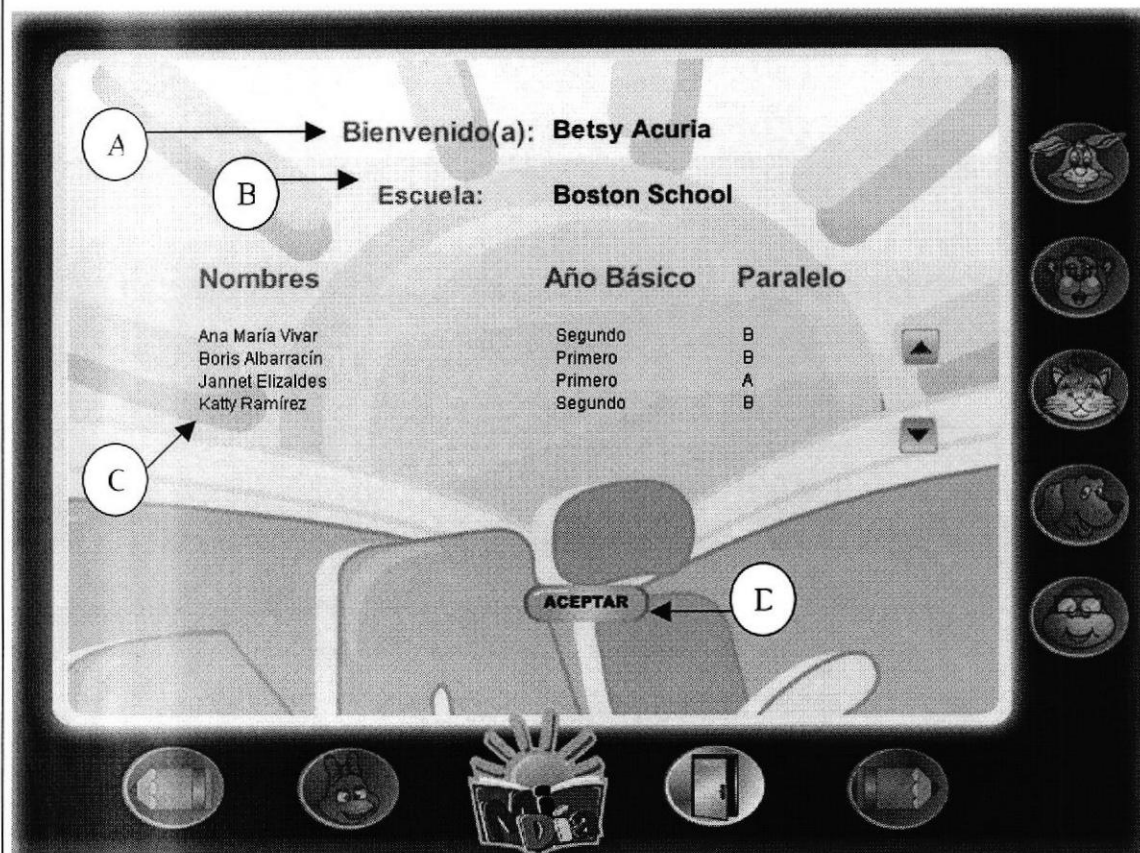 A Bienvenido(a): Betsy Acuria
B Escuela: Boston School
Nombres Año Básico Paralelo
Ana María Vivar Segundo B
Boris Albarracín Primero B
Jannet Elizaldes Primero A
Katty Ramírez Segundo B
C
ACEPTAR D